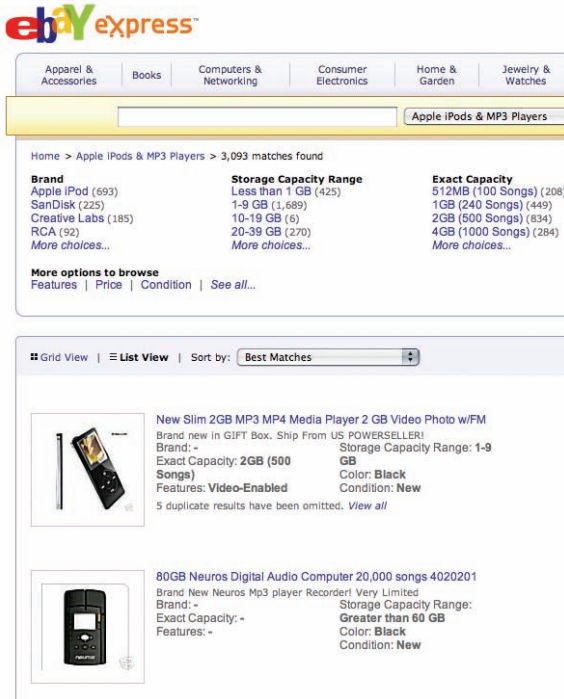 ebay express™
Apparel & Accessories
Books
Computers & Networking
Consumer Electronics
Home & Garden
Jewelry & Watches
Apple iPods & MP3 Players
Home > Apple iPods & MP3 Players > 3,093 matches found
Brand
Apple iPod (693)
SanDisk (225)
Creative Labs (185)
RCA (92)
More choices...
Storage Capacity Range
Less than 1 GB (425)
1-9 GB (1,689)
10-19 GB (6)
20-39 GB (270)
More choices...
Exact Capacity
512MB (100 Songs) (208)
1GB (240 Songs) (449)
2GB (500 Songs) (834)
4GB (1000 Songs) (284)
More choices...
More options to browse
Features | Price | Condition | See all...
Grid View | List View | Sort by: Best Matches
New Slim 2GB MP3 MP4 Media Player 2 GB Video Photo w/FM
Brand new in GIFT Box. Ship From US POWERSELLER!
Brand: -
Exact Capacity: 2GB (500
Songs)
Features: Video-Enabled
Storage Capacity Range: 1-9
GB
Color: Black
Condition: New
5 duplicate results have been omitted. View all
80GB Neuros Digital Audio Computer 20,000 songs 4020201
Brand New Neuros Mp3 player Recorder! Very Limited
Brand: -
Exact Capacity: -
Features: -
Storage Capacity Range:
Greater than 60 GB
Color: Black
Condition: New
neuros